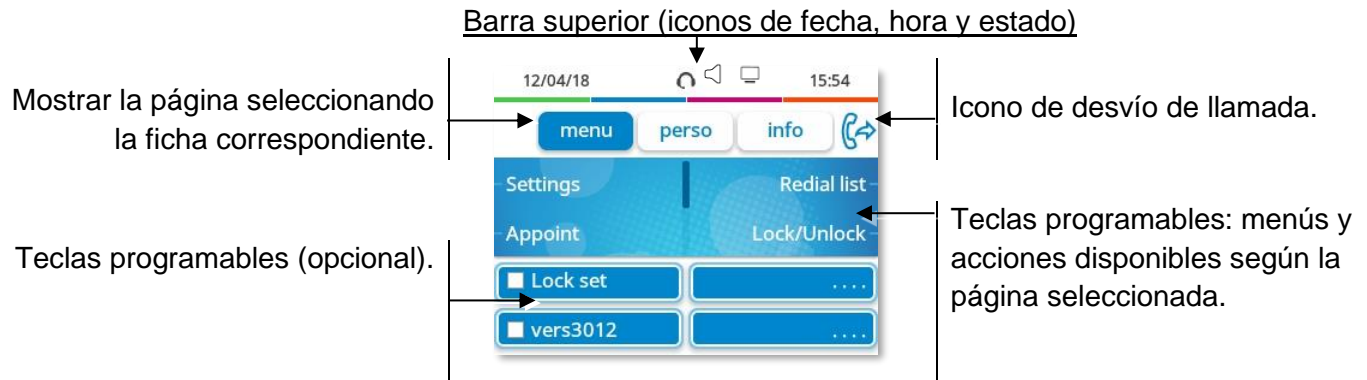 Barra superior (iconos de fecha, hora y estado)
12/04/18 15:54
Mostrar la página seleccionando
la ficha correspondiente.
menu perso info
Icono de desvío de llamada.
Settings Redial list
Appoint Lock/Unlock
Teclas programables: menús y
acciones disponibles según la
página seleccionada.
Teclas programables (opcional).
Lock set ....
vers3012 ....